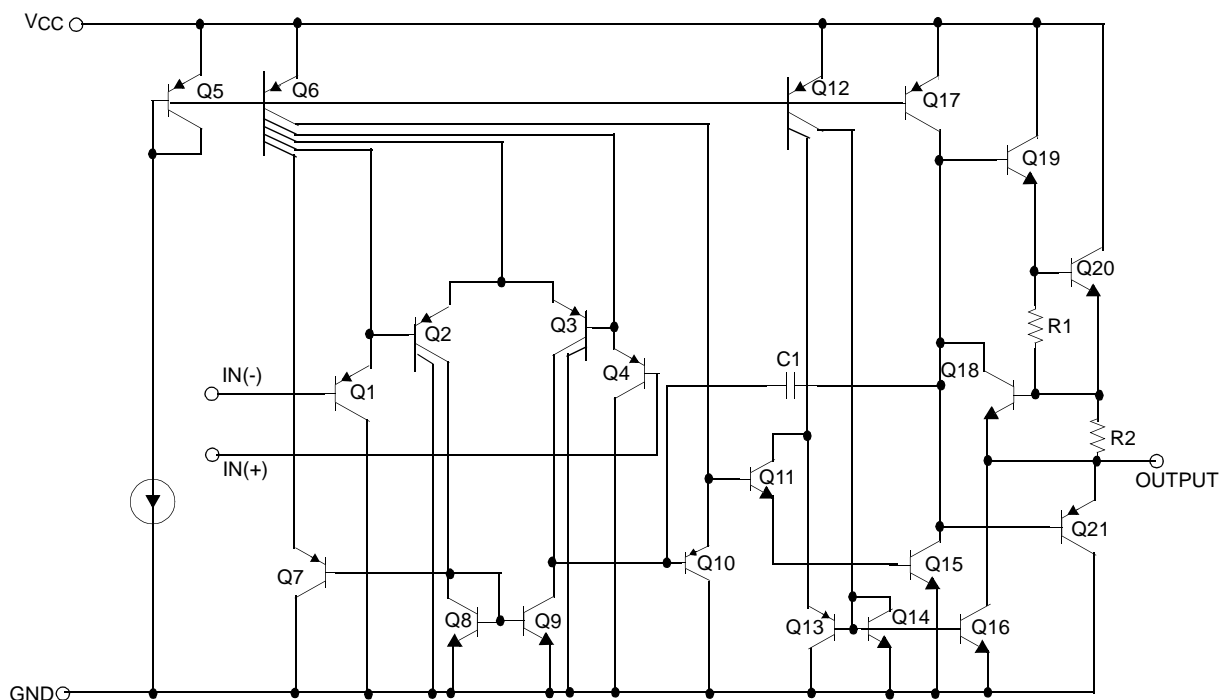 VCC
Q5
Q6
Q12
Q17
Q19
Q20
Q2
Q3
R1
C1
Q4
Q18
IN(-)
Q1
R2
IN(+)
Q11
OUTPUT
Q21
Q10
Q15
Q7
Q8
Q9
Q13
Q14
Q16
GND